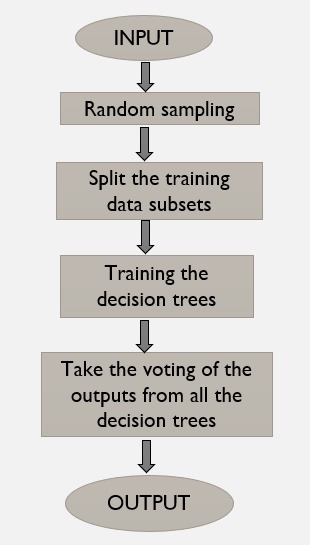 INPUT
Random sampling
Split the training
data subsets
Training the
decision trees
Take the voting of the
outputs from all the
decision trees
OUTPUT